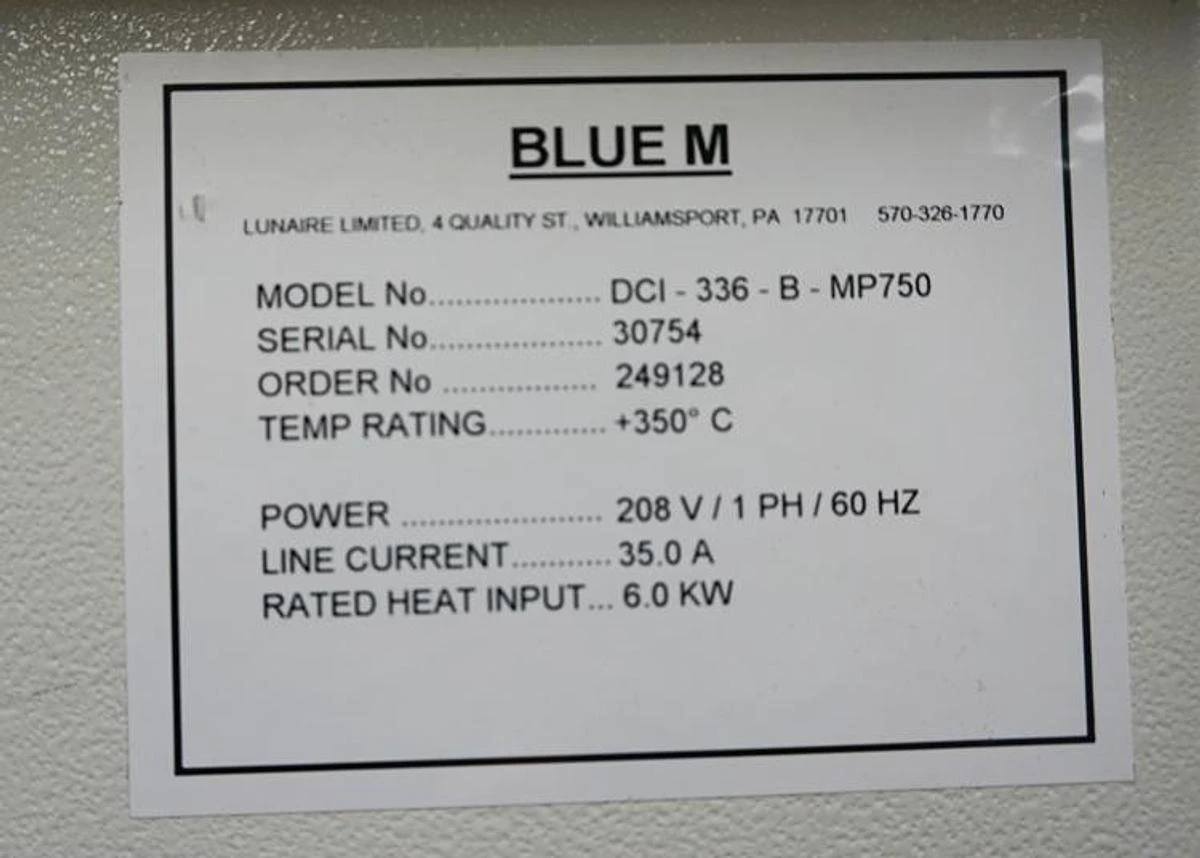 BLUE M
LUNAIRE LIMITED, 4 QUALITY ST., WILLIAMSPORT, PA 17701 570-326-1770
MODEL No.................... DCI - 336 - B - MP750
SERIAL No.................... 30754
ORDER No .................. 249128
TEMP RATING............. +350° C
POWER ....................... 208 V / 1 PH / 60 HZ
LINE CURRENT........... 35.0 A
RATED HEAT INPUT... 6.0 KW